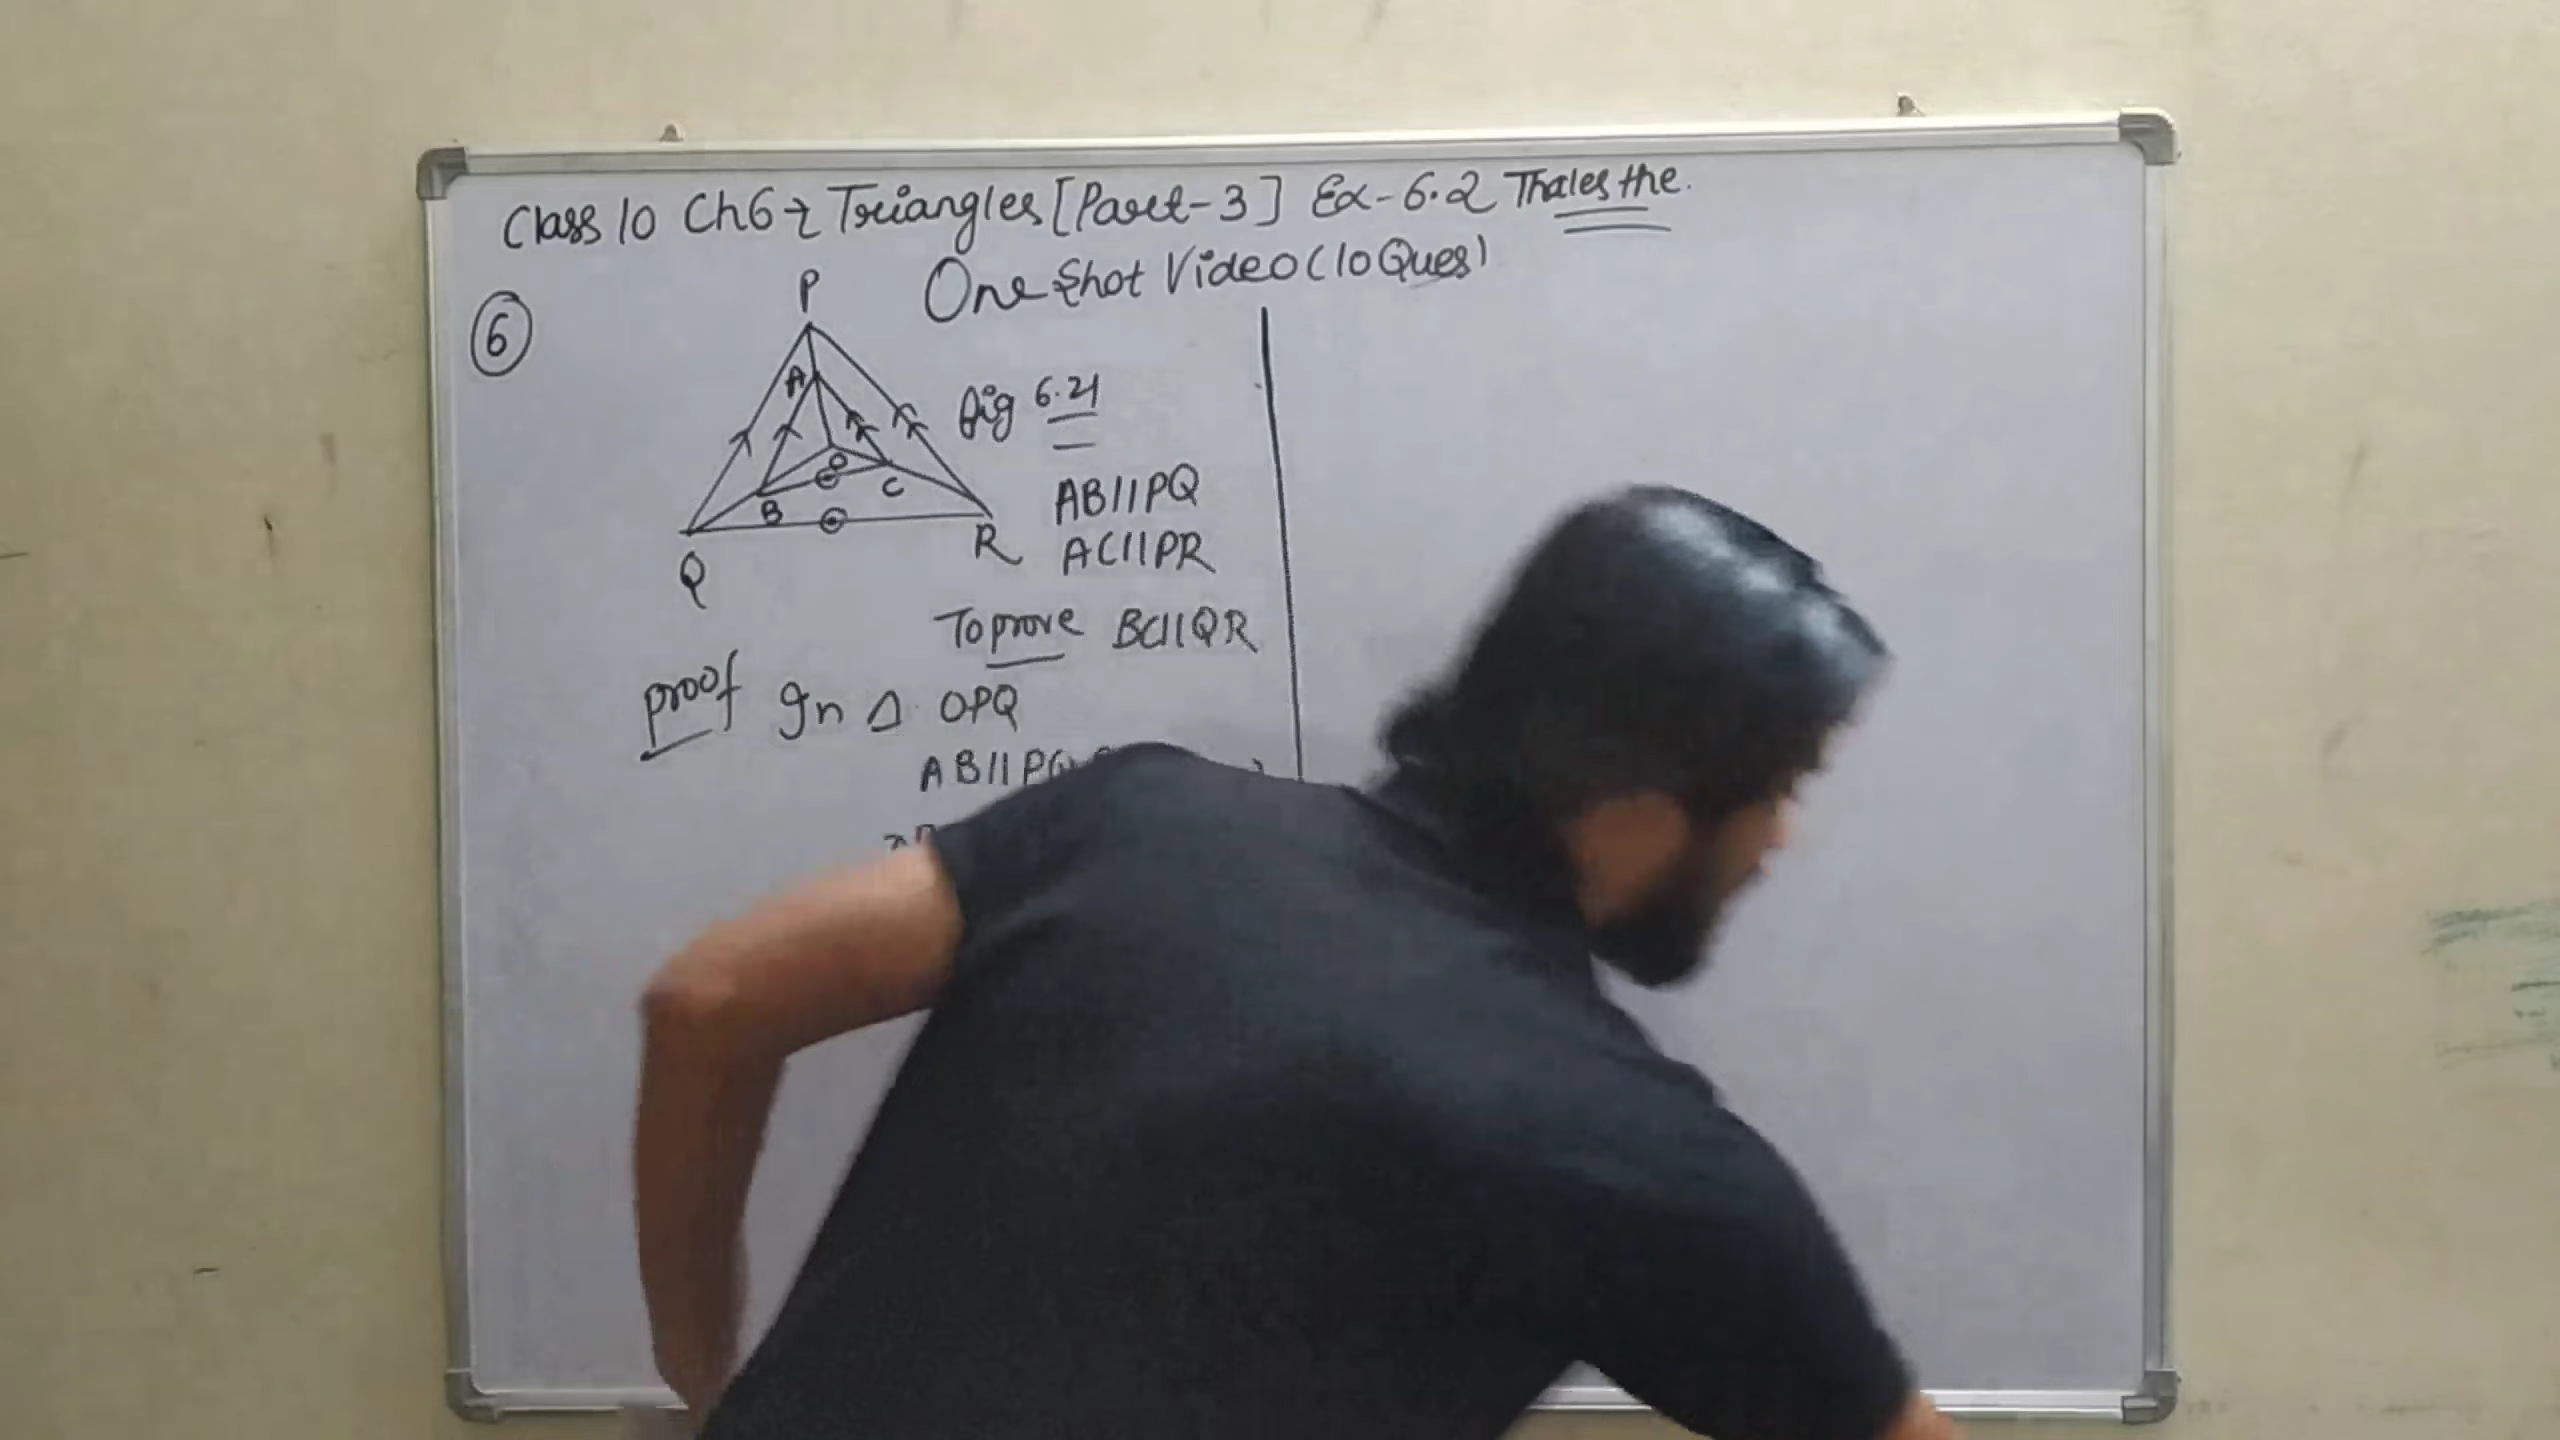 Class 10 Ch6 → Triangles [Part-3] Ex-6.2 Thales the.
One Shot Video (10 Ques)
6
P
A
O
B
C
Q
R
fig 6.21
AB||PQ
AC||PR
To prove BC||QR
proof In △ OPQ
AB||PQ